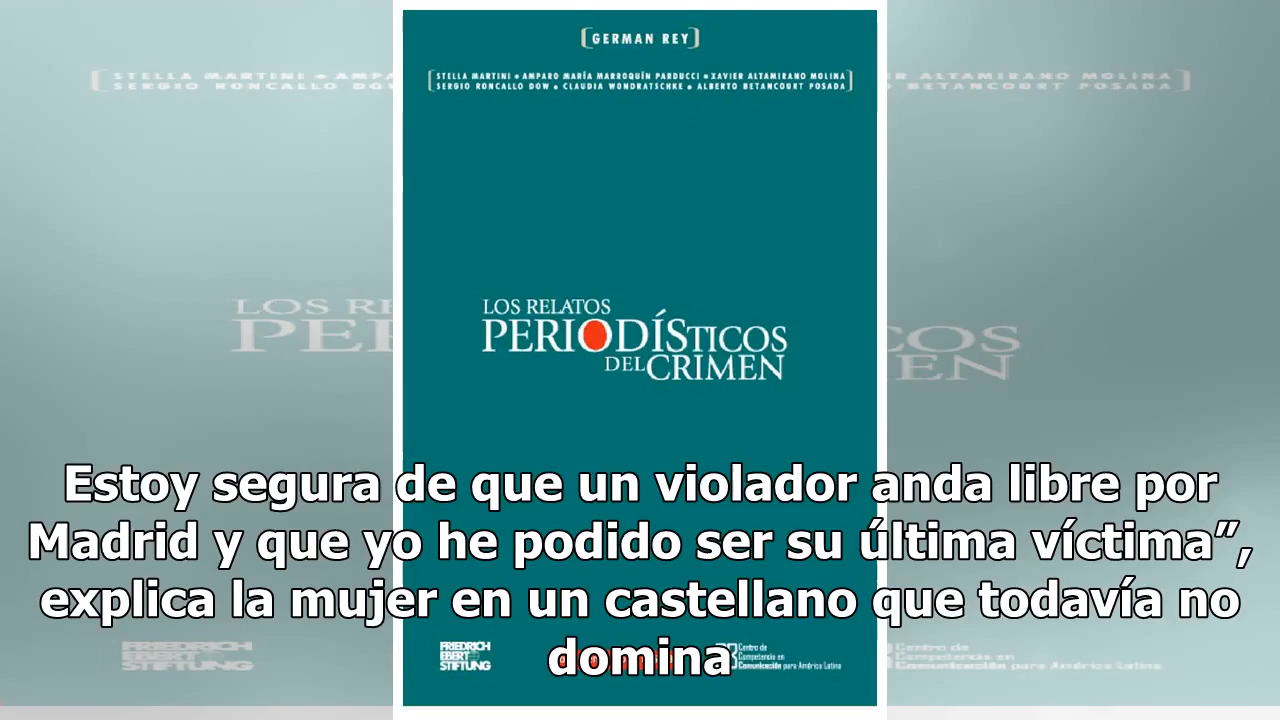 [GERMAN REY]
[STELLA MARTINI • AMPARO MARÍA MARROQUÍN PARDUCCI • XAVIER ALTAMIRANO MOLINA
SERGIO RONCALLO DOW • CLAUDIA WONDRATSCHKE • ALBERTO BETANCOURT POSADA]
LOS RELATOS
PERIODÍSTICOS
DEL CRIMEN
Estoy segura de que un violador anda libre por
Madrid y que yo he podido ser su última víctima”,
explica la mujer en un castellano que todavía no
domina
FRIEDRICH
EBERT
STIFTUNG
Centro de
Competencia en
Comunicación para América Latina